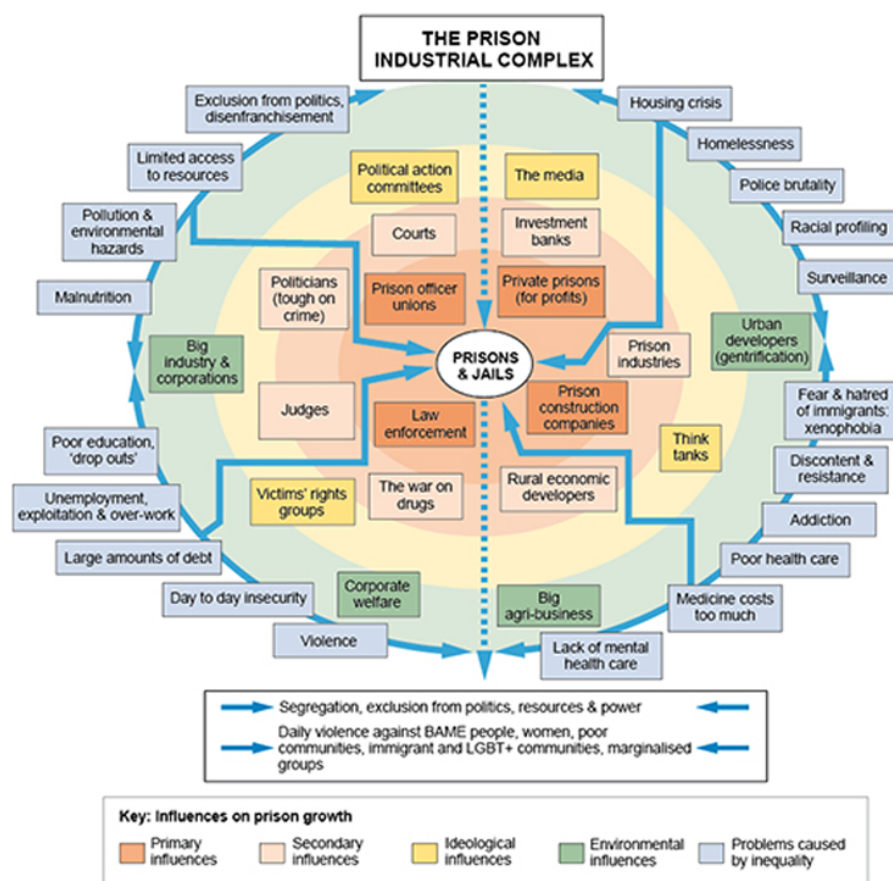 THE PRISON
INDUSTRIAL COMPLEX
Exclusion from politics,
disenfranchisement
Limited access
to resources
Pollution &
environmental
hazards
Malnutrition
Housing crisis
Homelessness
Police brutality
Racial profiling
Surveillance
Political action
committees
The media
Courts
Investment
banks
Politicians
(tough on
crime)
Prison officer
unions
Private prisons
(for profits)
Big
industry &
corporations
PRISONS
& JAILS
Prison
industries
Urban
developers
(gentrification)
Judges
Law
enforcement
Prison
construction
companies
Think
tanks
Fear & hatred
of immigrants:
xenophobia
Poor education,
‘drop outs’
Unemployment,
exploitation & over-work
Large amounts of debt
Day to day insecurity
Violence
Victims’ rights
groups
The war on
drugs
Rural economic
developers
Discontent &
resistance
Addiction
Poor health care
Medicine costs
too much
Lack of mental
health care
Corporate
welfare
Big
agri-business
Segregation, exclusion from politics, resources & power
Daily violence against BAME people, women, poor
communities, immigrant and LGBT+ communities, marginalised
groups
Key: Influences on prison growth
Primary
influences
Secondary
influences
Ideological
influences
Environmental
influences
Problems caused
by inequality